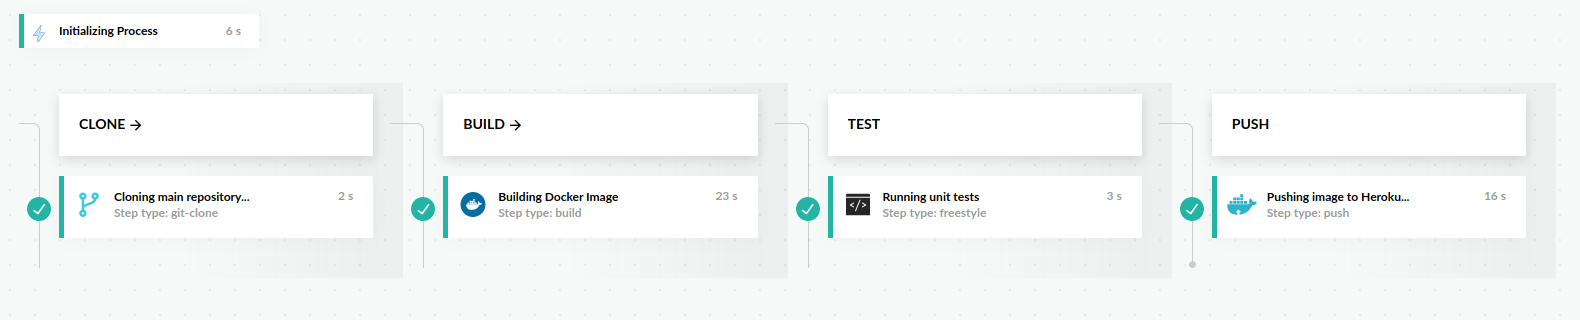 Initializing Process 6 s
CLONE →
BUILD →
TEST
PUSH
Cloning main repository... 2 s
Step type: git-clone
Building Docker Image 23 s
Step type: build
</>
Running unit tests 3 s
Step type: freestyle
Pushing image to Heroku... 16 s
Step type: push